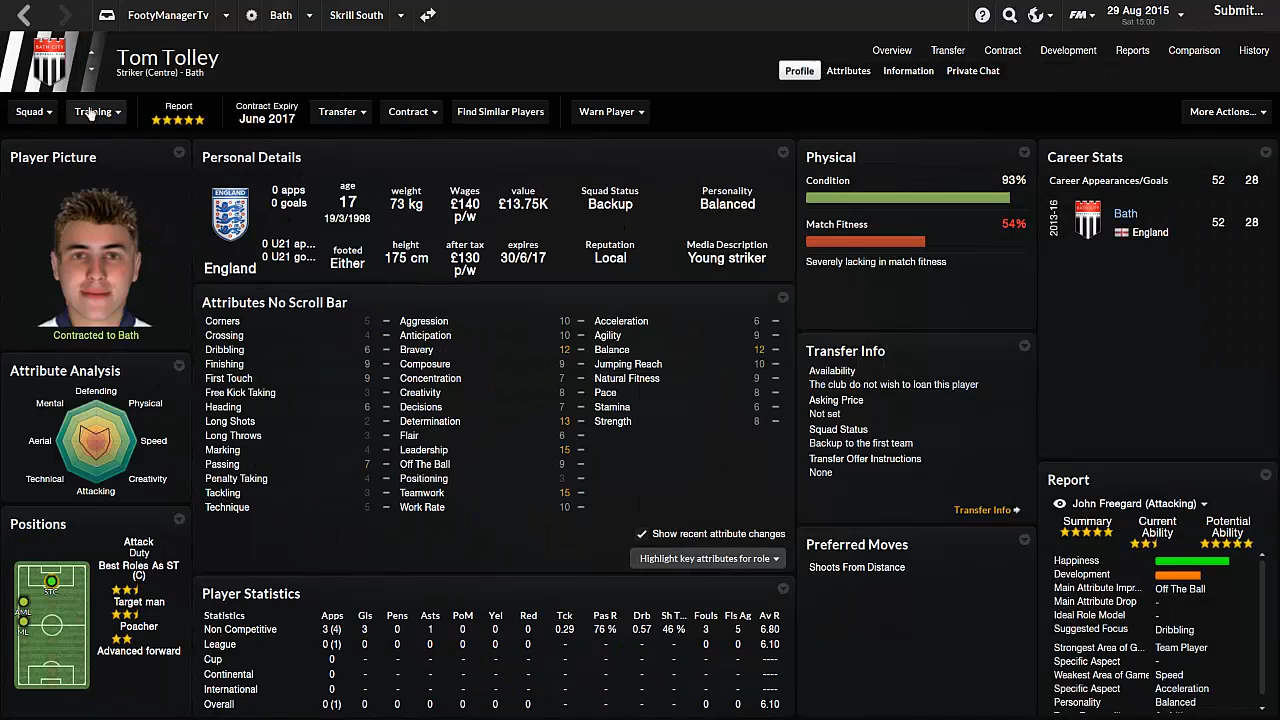 FootyManagerTv
Bath
Skrill South
FM
29 Aug 2015
Sat 15:00
Submit...
Tom Tolley
Striker (Centre) - Bath
Overview
Transfer
Contract
Development
Reports
Comparison
History
Profile
Attributes
Information
Private Chat
Squad
Training
Report
Contract Expiry
June 2017
Transfer
Contract
Find Similar Players
Warn Player
More Actions...
Player Picture
Contracted to Bath
Attribute Analysis
Defending
Mental
Physical
Aerial
Speed
Technical
Creativity
Attacking
Positions
STC
AML
ML
Attack
Duty
Best Roles As ST
(C)
Target man
Poacher
Advanced forward
Personal Details
ENGLAND
England
0 apps
0 goals
0 U21 ap...
0 U21 go...
age
17
19/3/1998
footed
Either
weight
73 kg
height
175 cm
Wages
£140
p/w
after tax
£130
p/w
value
£13.75K
expires
30/6/17
Squad Status
Backup
Reputation
Local
Personality
Balanced
Media Description
Young striker
Attributes No Scroll Bar
Corners 5 -
Crossing 4 -
Dribbling 6 -
Finishing 9 -
First Touch 9 -
Free Kick Taking 3 -
Heading 6 -
Long Shots 2 -
Long Throws 3 -
Marking 4 -
Passing 7 -
Penalty Taking 4 -
Tackling 3 -
Technique 5 -
Aggression 10 -
Anticipation 10 -
Bravery 12 -
Composure 9 -
Concentration 7 -
Creativity 8 -
Decisions 7 -
Determination 13 -
Flair 6 -
Leadership 15 -
Off The Ball 9 -
Positioning 3 -
Teamwork 15 -
Work Rate 10 -
Acceleration 6 -
Agility 9 -
Balance 12 -
Jumping Reach 10 -
Natural Fitness 9 -
Pace 8 -
Stamina 6 -
Strength 8 -
Show recent attribute changes
Highlight key attributes for role
Player Statistics
Statistics Apps Gls Pens Asts PoM Yel Red Tck Pas R Drb Sh T... Fouls Fls Ag Av R
Non Competitive 3 (4) 3 0 1 0 0 0 0.29 76 % 0.57 46 % 3 5 6.80
League 0 (1) 0 0 0 0 0 0 - - - - 0 0 6.10
Cup 0 - - - - - - - - - - - - ----
Continental 0 - - - - - - - - - - - - ----
International 0 - - - - - - - - - - - - ----
Overall 0 (1) 0 0 0 0 0 0 - - - - 0 0 6.10
Physical
Condition 93%
Match Fitness 54%
Severely lacking in match fitness
Transfer Info
Availability
The club do not wish to loan this player
Asking Price
Not set
Squad Status
Backup to the first team
Transfer Offer Instructions
None
Transfer Info
Preferred Moves
Shoots From Distance
Career Stats
Career Appearances/Goals 52 28
2013-16
Bath 52 28
England
Report
John Freegard (Attacking)
Summary
Current
Ability
Potential
Ability
Happiness
Development
Main Attribute Impr... Off The Ball
Main Attribute Drop -
Ideal Role Model -
Suggested Focus Dribbling
Strongest Area of G... Team Player
Specific Aspect -
Weakest Area of Game Speed
Specific Aspect Acceleration
Personality Balanced